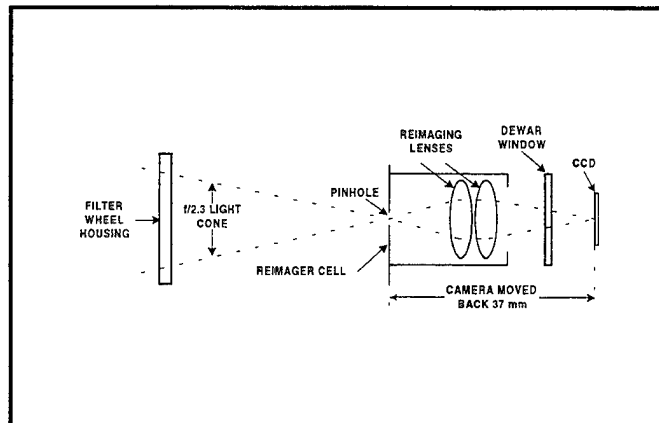 REIMAGING
LENSES
DEWAR
WINDOW
CCD
PINHOLE
FILTER
WHEEL
HOUSING
f/2.3 LIGHT
CONE
REIMAGER CELL
CAMERA MOVED
BACK 37 mm